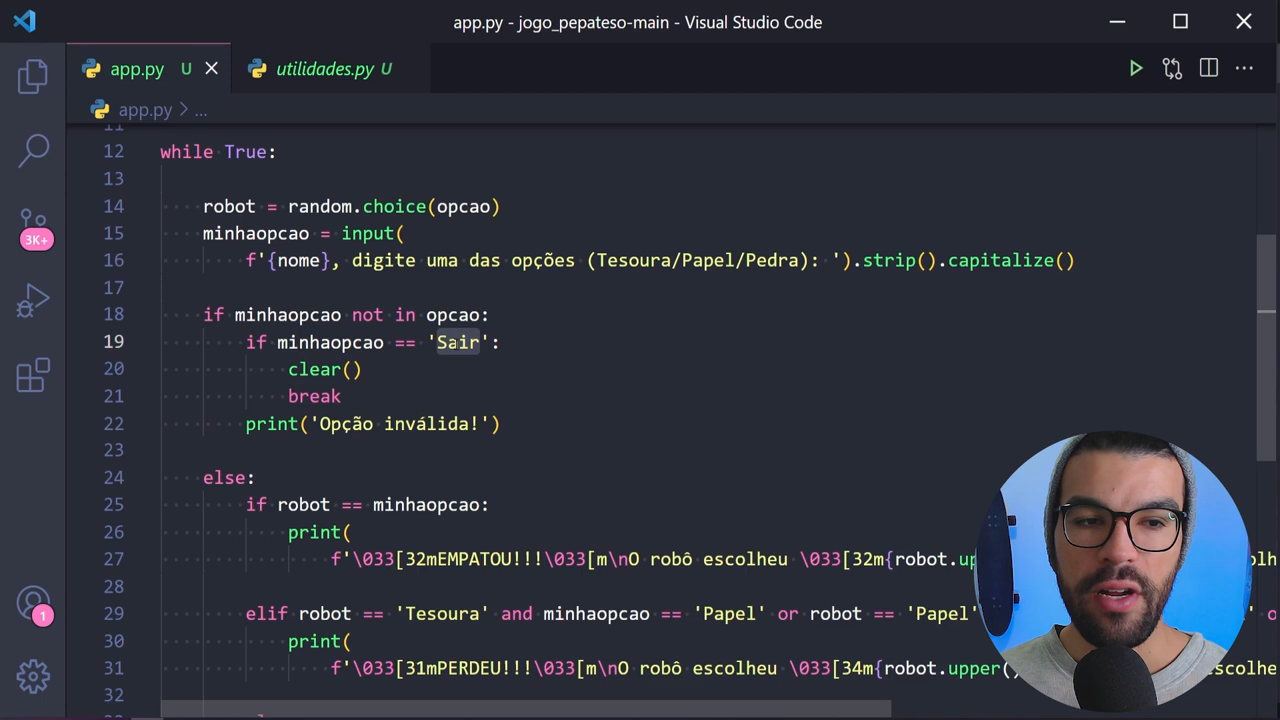 app.py - jogo_pepateso-main - Visual Studio Code
app.py U
utilidades.py U
app.py > ...
11
12 while True:
13
14 robot = random.choice(opcao)
15 minhaopcao = input(
16 f'{nome}, digite uma das opções (Tesoura/Papel/Pedra): ').strip().capitalize()
17
18 if minhaopcao not in opcao:
19 if minhaopcao == 'Sair':
20 clear()
21 break
22 print('Opção inválida!')
23
24 else:
25 if robot == minhaopcao:
26 print(
27 f'\033[32mEMPATOU!!!\033[m\nO robô escolheu \033[32m{robot.up
28
29 elif robot == 'Tesoura' and minhaopcao == 'Papel' or robot == 'Papel' o
30 print(
31 f'\033[31mPERDEU!!!\033[m\nO robô escolheu \033[34m{robot.upper(
32
3K+
1